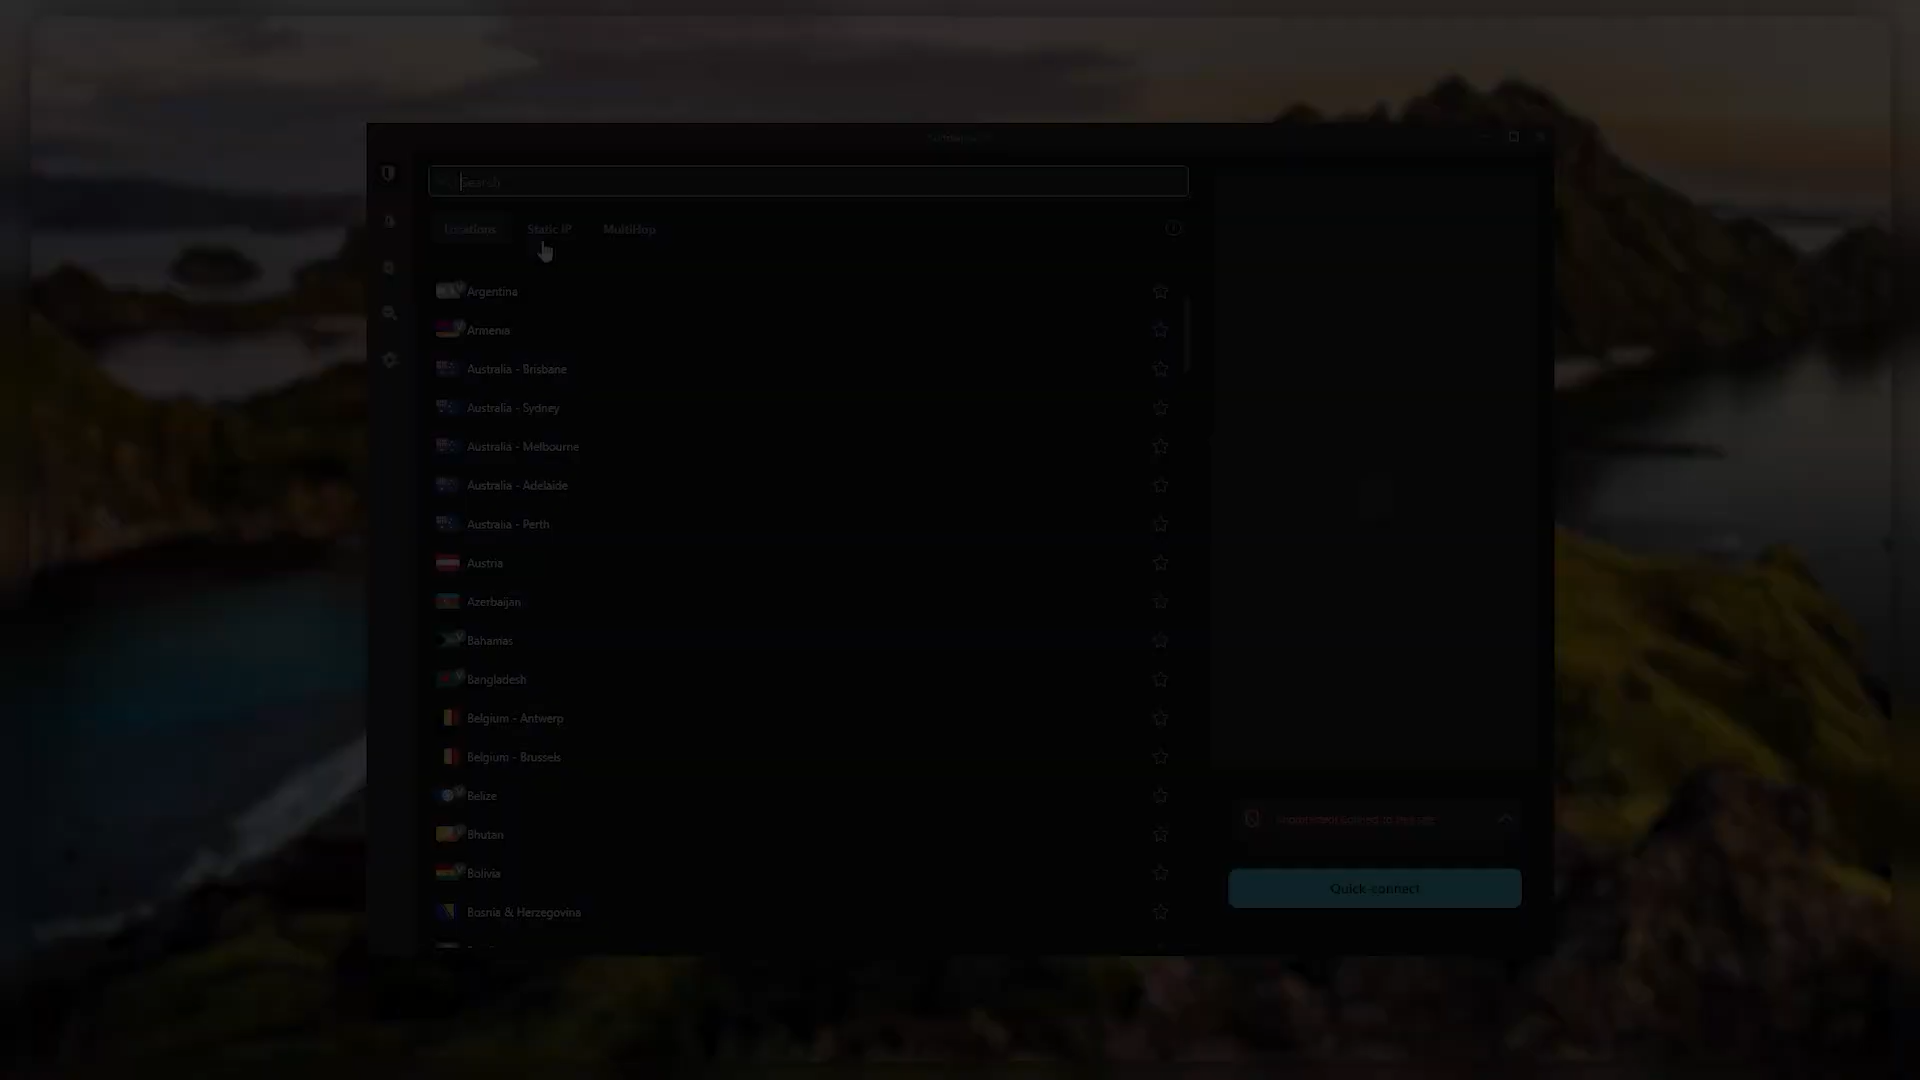 Search
Locations
Static IP
MultiHop
Argentina
Armenia
Australia - Brisbane
Australia - Sydney
Australia - Melbourne
Australia - Adelaide
Australia - Perth
Austria
Azerbaijan
Bahamas
Bangladesh
Belgium - Antwerp
Belgium - Brussels
Belize
Bhutan
Bolivia
Bosnia & Herzegovina
Quick-connect